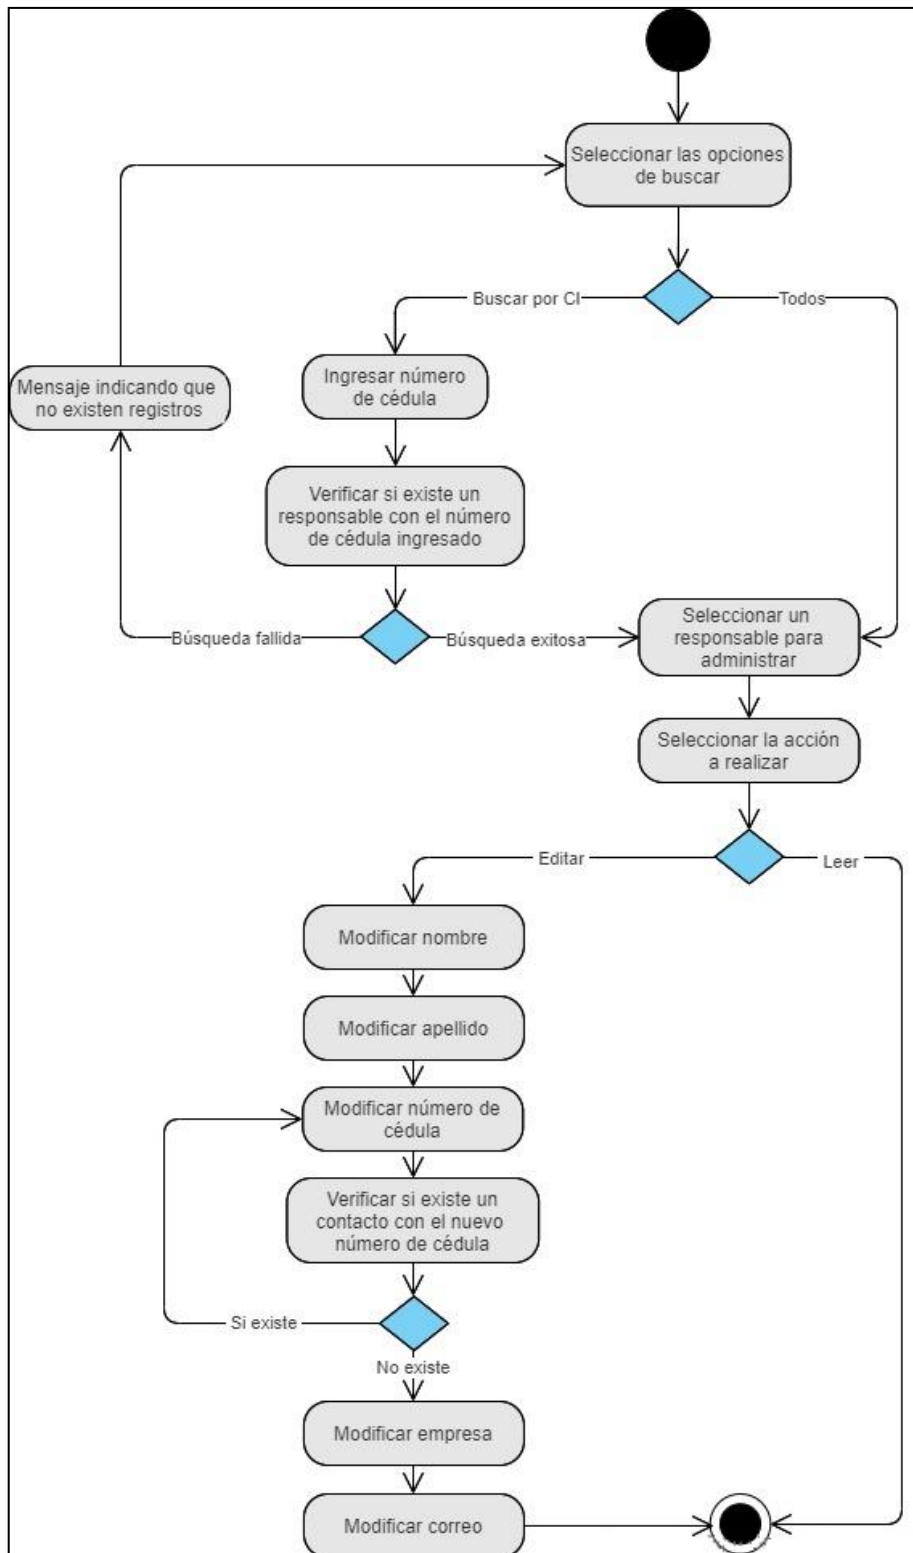 Seleccionar las opciones
de buscar
Buscar por CI
Todos
Ingresar número
de cédula
Mensaje indicando que
no existen registros
Verificar si existe un
responsable con el número
de cédula ingresado
Búsqueda fallida
Búsqueda exitosa
Seleccionar un
responsable para
administrar
Seleccionar la acción
a realizar
Editar
Leer
Modificar nombre
Modificar apellido
Modificar número de
cédula
Verificar si existe un
contacto con el nuevo
número de cédula
Si existe
No existe
Modificar empresa
Modificar correo